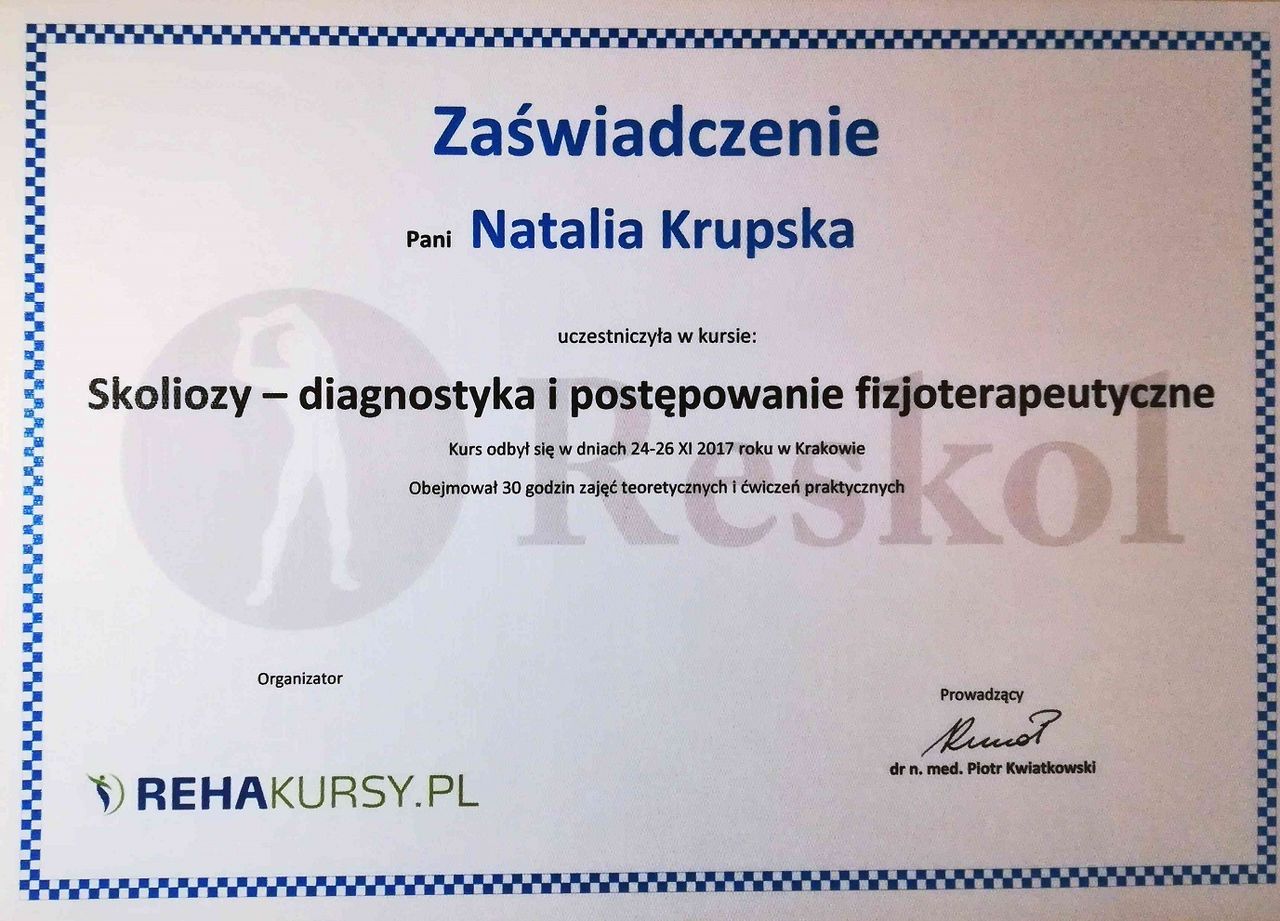 Zaświadczenie
Pani Natalia Krupska
uczestniczyła w kursie:
Skoliozy – diagnostyka i postępowanie fizjoterapeutyczne
Kurs odbył się w dniach 24-26 XI 2017 roku w Krakowie
Obejmował 30 godzin zajęć teoretycznych i ćwiczeń praktycznych
Reskol
Organizator
Prowadzący
dr n. med. Piotr Kwiatkowski
REHAKURSY.PL